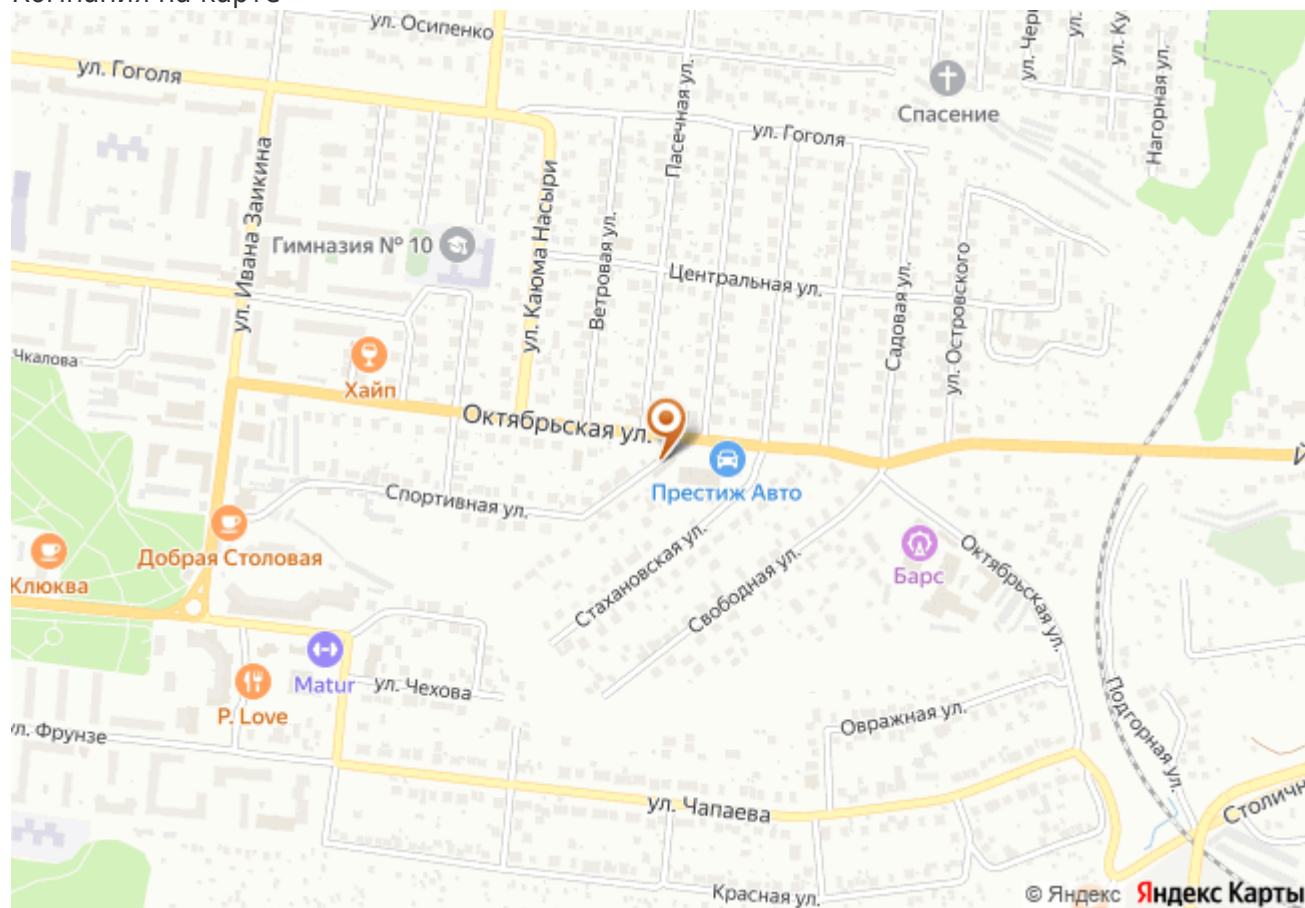 Компания на карте
ул. Осипенко
ул. Гоголя
Пасечная ул.
Нагорная ул.
Спасение
ул. Гоголя
ул. Ивана Заикина
Гимназия № 10
ул. Каюма Насыри
Ветровая ул.
Центральная ул.
Садовая ул.
ул. Островского
Чкалова
Хайп
Октябрьская ул.
Престиж Авто
Спортивная ул.
Добрая Столовая
Клюква
Стахановская ул.
Свободная ул.
Барс
Октябрьская ул.
Matur
ул. Чехова
P. Love
ул. Фрунзе
Овражная ул.
Подгорная ул.
ул. Чапаева
Красная ул.
© Яндекс Яндекс Карты